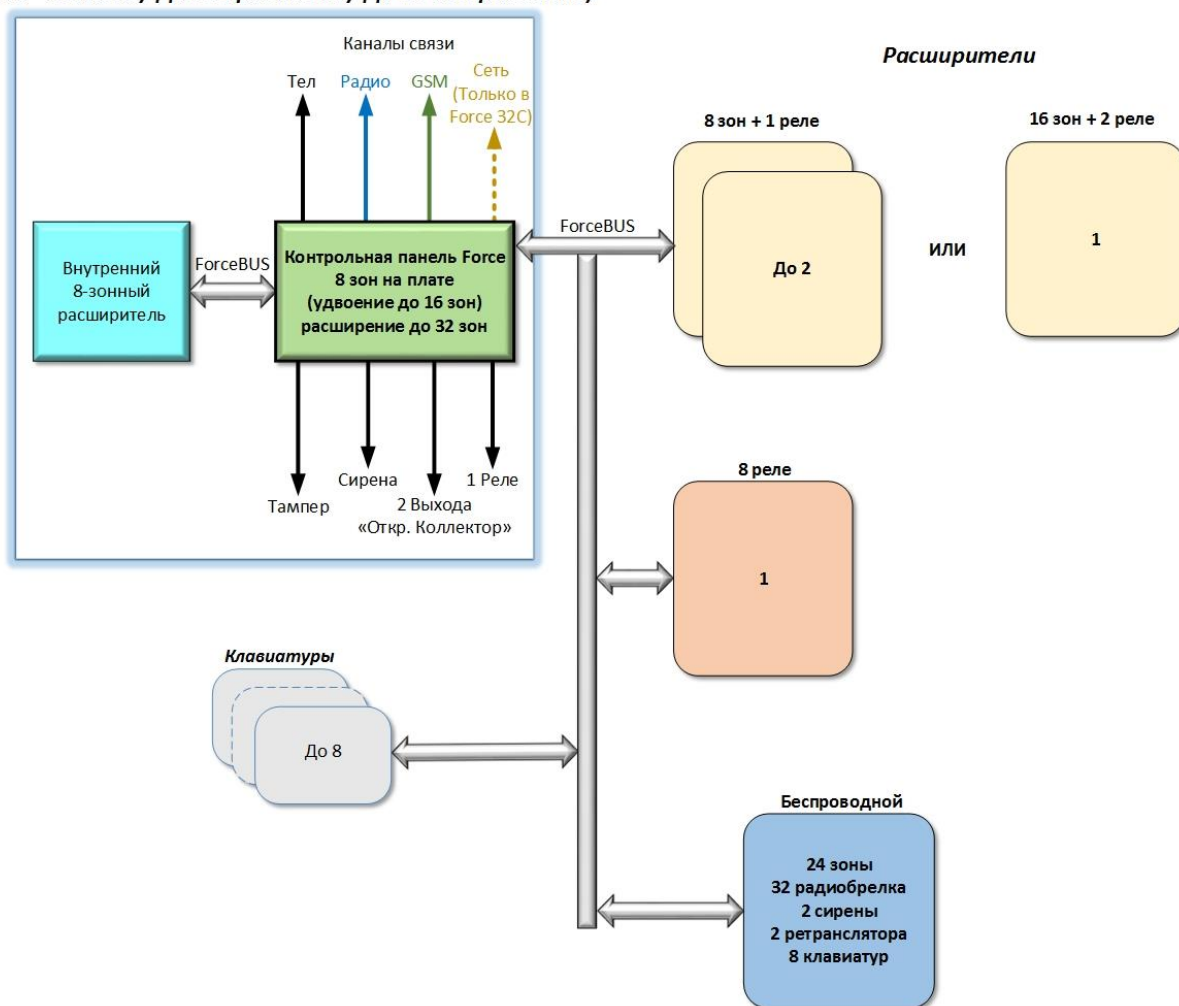 Каналы связи
Тел
Радио
GSM
Сеть
(Только в
Force 32C)
Внутренний
8-зонный
расширитель
ForceBUS
Контрольная панель Force
8 зон на плате
(удвоение до 16 зон)
расширение до 32 зон
Тампер
Сирена
2 Выхода
«Откр. Коллектор»
1 Реле
ForceBUS
Расширители
8 зон + 1 реле
До 2
ИЛИ
16 зон + 2 реле
1
8 реле
1
Клавиатуры
До 8
Беспроводной
24 зоны
32 радиобрелка
2 сирены
2 ретранслятора
8 клавиатур